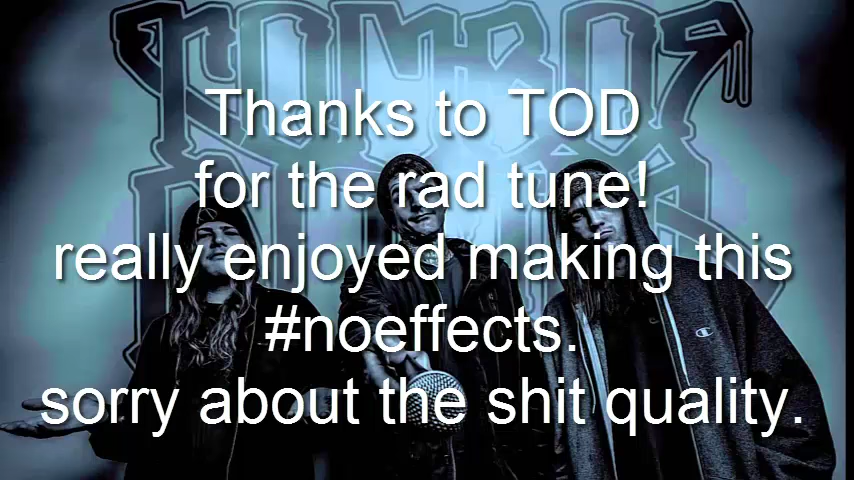 Thanks to TOD
for the rad tune!
really enjoyed making this
#noeffects.
sorry about the shit quality.